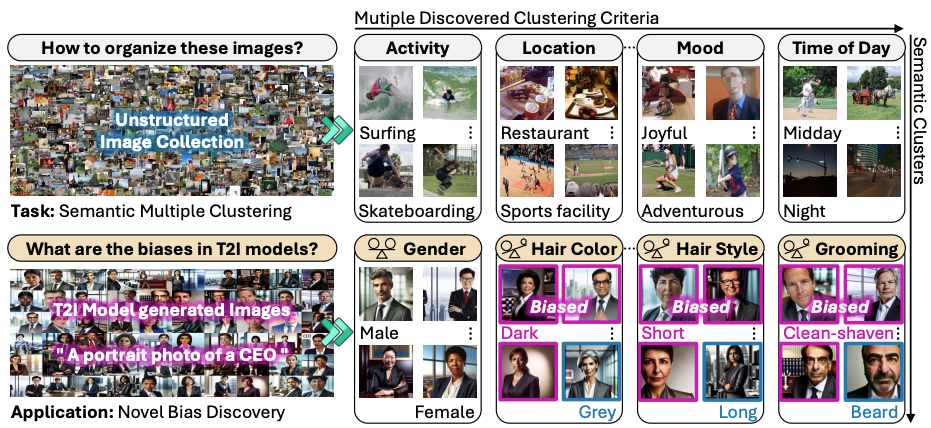 Mutiple Discovered Clustering Criteria
How to organize these images?
Activity
Location
...
Mood
Time of Day
Semantic Clusters
Unstructured
Image Collection
Surfing
Restaurant
Joyful
Midday
Skateboarding
Sports facility
Adventurous
Night
Task: Semantic Multiple Clustering
What are the biases in T2I models?
Gender
Hair Color
...
Hair Style
Grooming
T2I Model generated Images
" A portrait photo of a CEO "
Biased
Biased
Biased
Male
Dark
Short
Clean-shaven
Female
Grey
Long
Beard
Application: Novel Bias Discovery